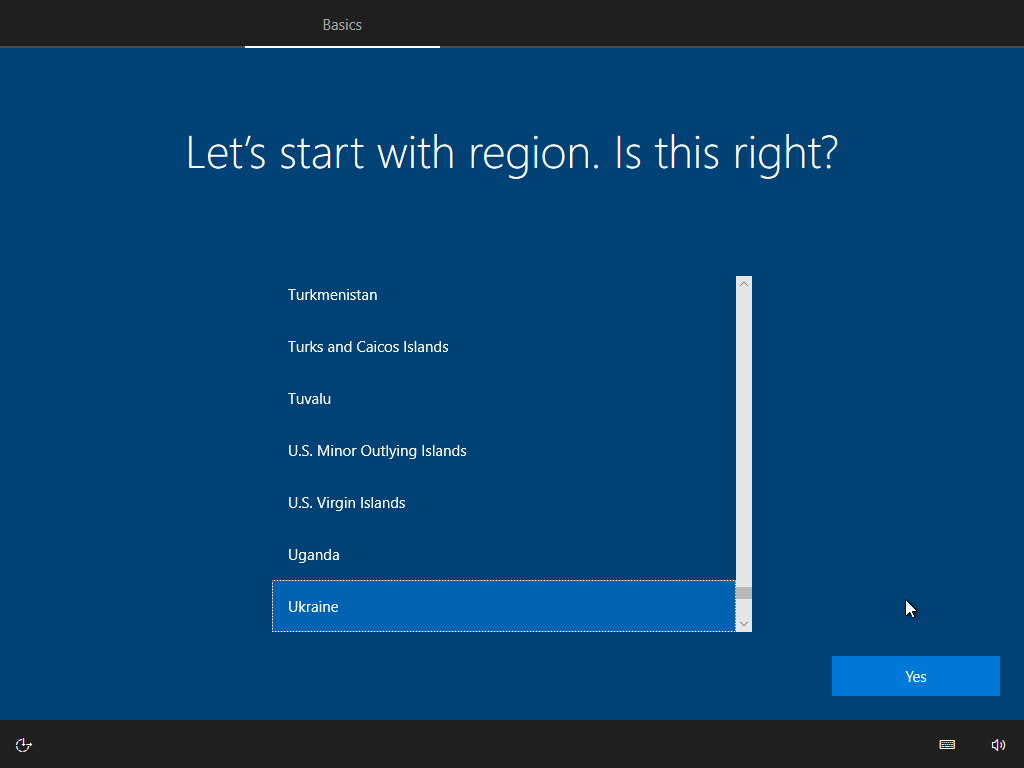 Basics
Let’s start with region. Is this right?
Turkmenistan
Turks and Caicos Islands
Tuvalu
U.S. Minor Outlying Islands
U.S. Virgin Islands
Uganda
Ukraine
Yes